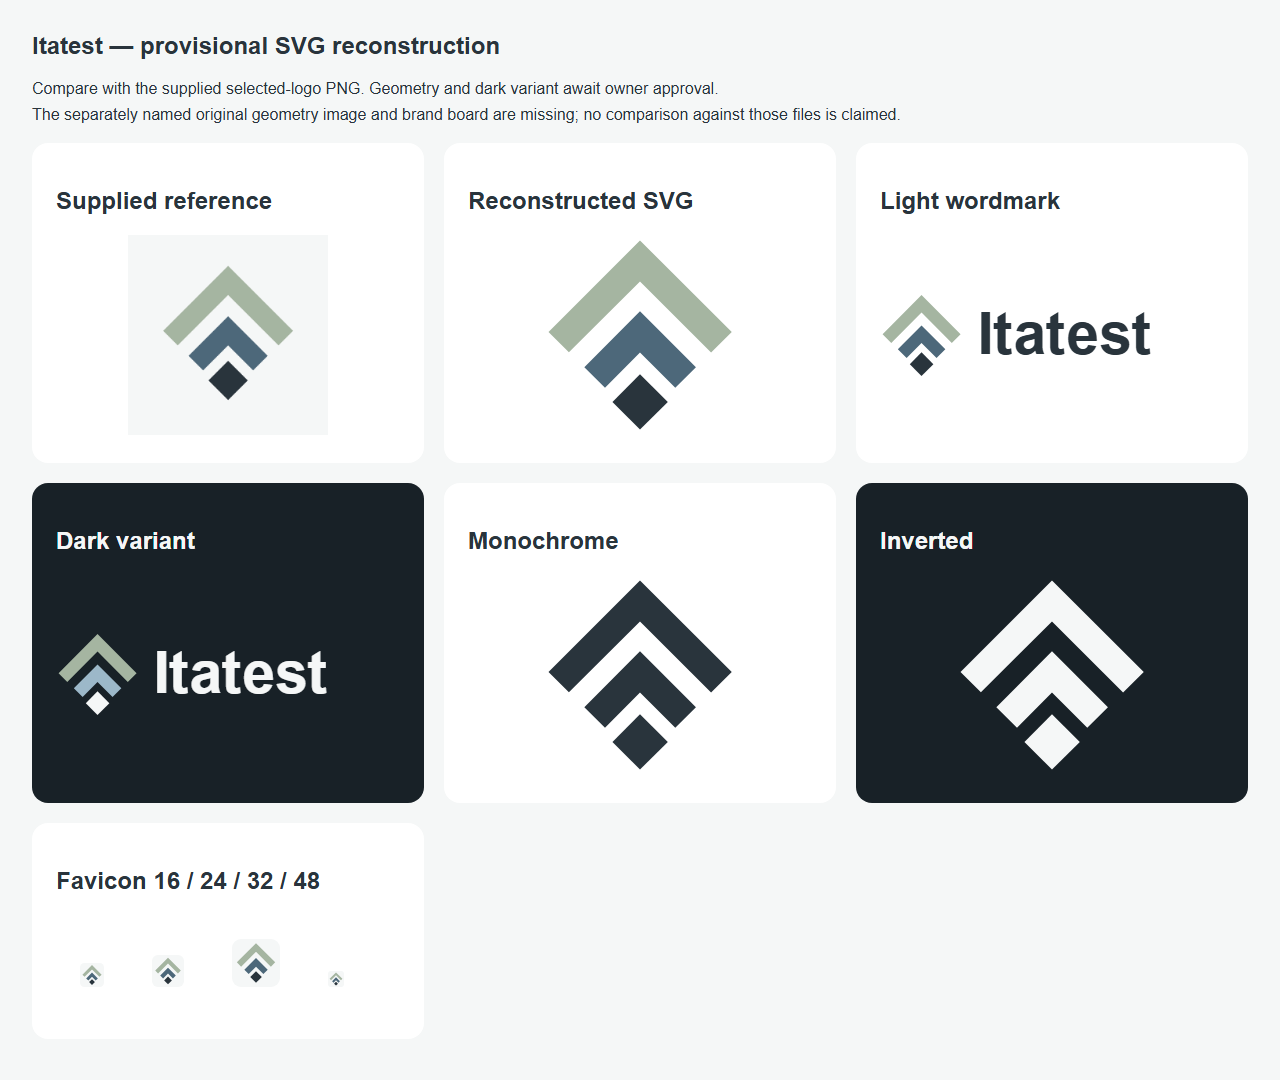 Itatest — provisional SVG reconstruction
Compare with the supplied selected-logo PNG. Geometry and dark variant await owner approval.
The separately named original geometry image and brand board are missing; no comparison against those files is claimed.
Supplied reference
Reconstructed SVG
Light wordmark
Itatest
Dark variant
Itatest
Monochrome
Inverted
Favicon 16 / 24 / 32 / 48